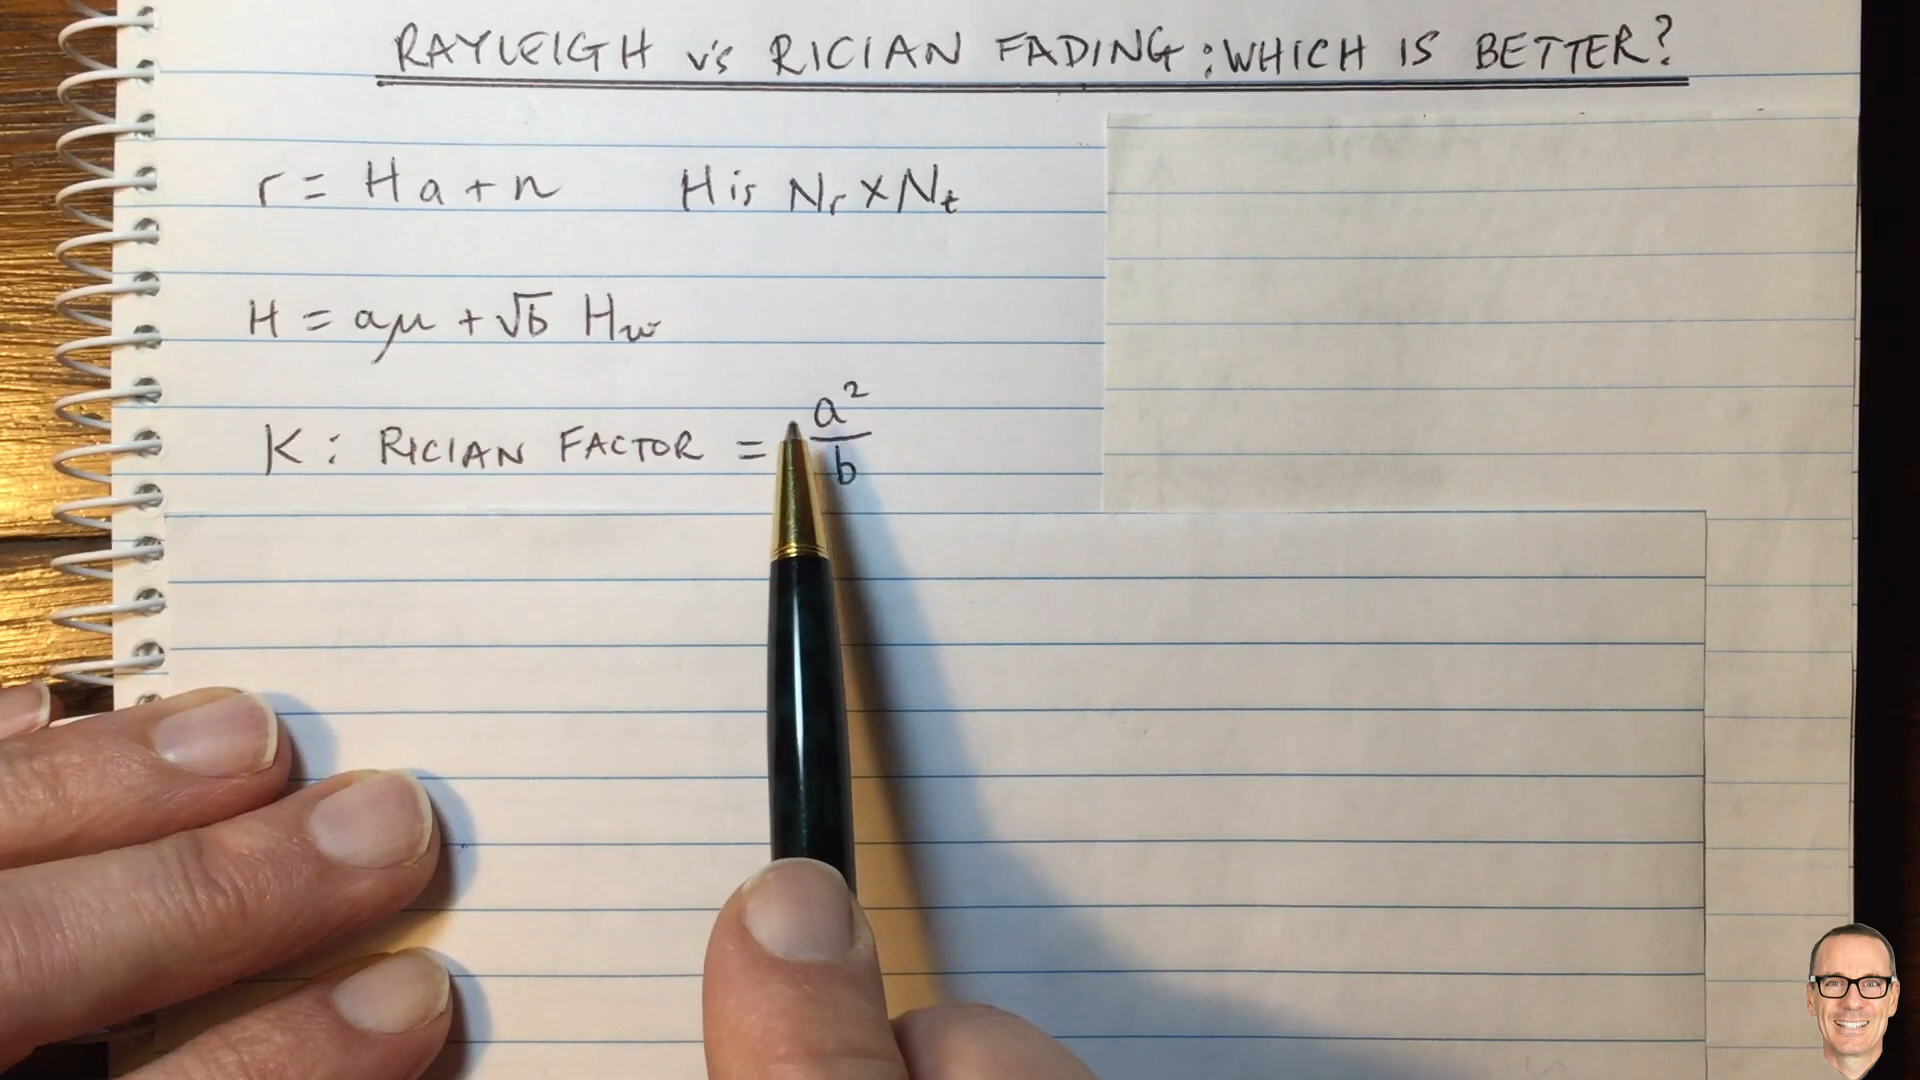 RAYLEIGH v's RICIAN FADING : WHICH IS BETTER?
r = Ha + n H is Nr x Nt
H = aμ + √b Hw
K : RICIAN FACTOR = a²/b